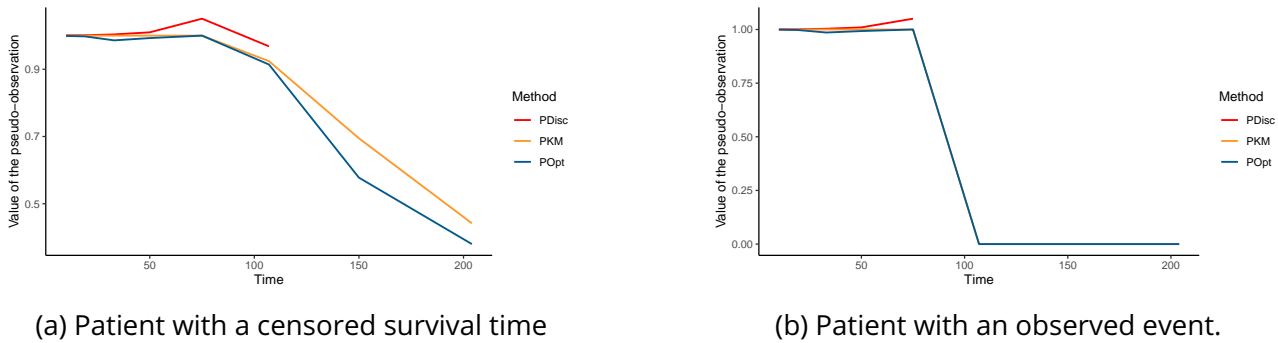 Value of the pseudo−observation
0.9
0.7
0.5
50
100
150
200
Time
Method
PDisc
PKM
POpt
(a) Patient with a censored survival time
Value of the pseudo−observation
1.00
0.75
0.50
0.25
0.00
50
100
150
200
Time
Method
PDisc
PKM
POpt
(b) Patient with an observed event.